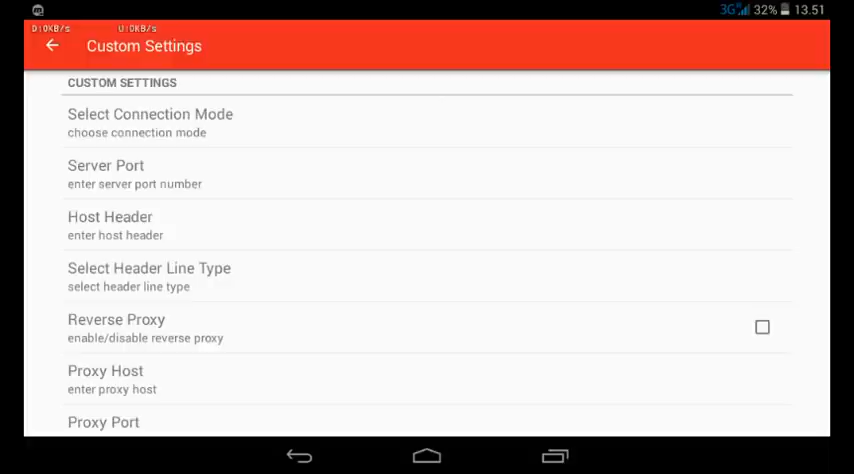 3G 32% 13.51
D:0KB/s U:0KB/s
Custom Settings
CUSTOM SETTINGS
Select Connection Mode
choose connection mode
Server Port
enter server port number
Host Header
enter host header
Select Header Line Type
select header line type
Reverse Proxy
enable/disable reverse proxy
Proxy Host
enter proxy host
Proxy Port